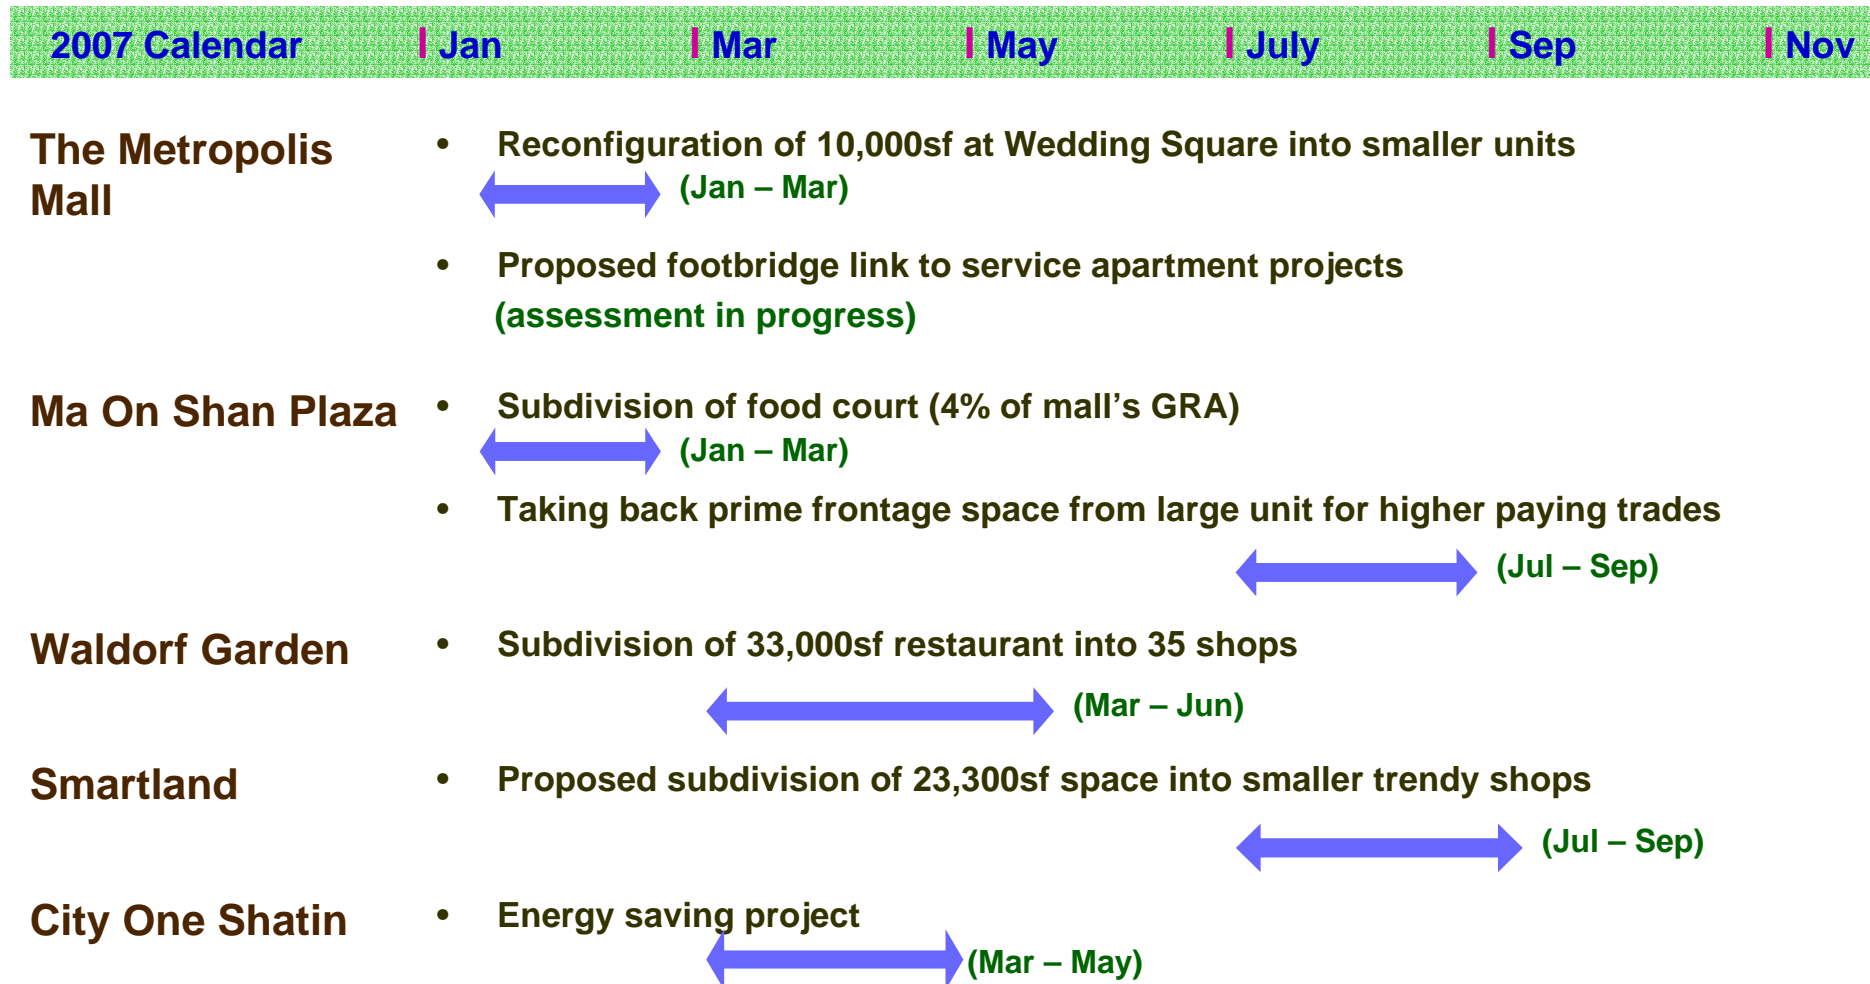 2007 Calendar | Jan | Mar | May | July | Sep | Nov
The Metropolis
Mall
• Reconfiguration of 10,000sf at Wedding Square into smaller units
(Jan – Mar)
• Proposed footbridge link to service apartment projects
(assessment in progress)
Ma On Shan Plaza
• Subdivision of food court (4% of mall’s GRA)
(Jan – Mar)
• Taking back prime frontage space from large unit for higher paying trades
(Jul – Sep)
Waldorf Garden
• Subdivision of 33,000sf restaurant into 35 shops
(Mar – Jun)
Smartland
• Proposed subdivision of 23,300sf space into smaller trendy shops
(Jul – Sep)
City One Shatin
• Energy saving project
(Mar – May)